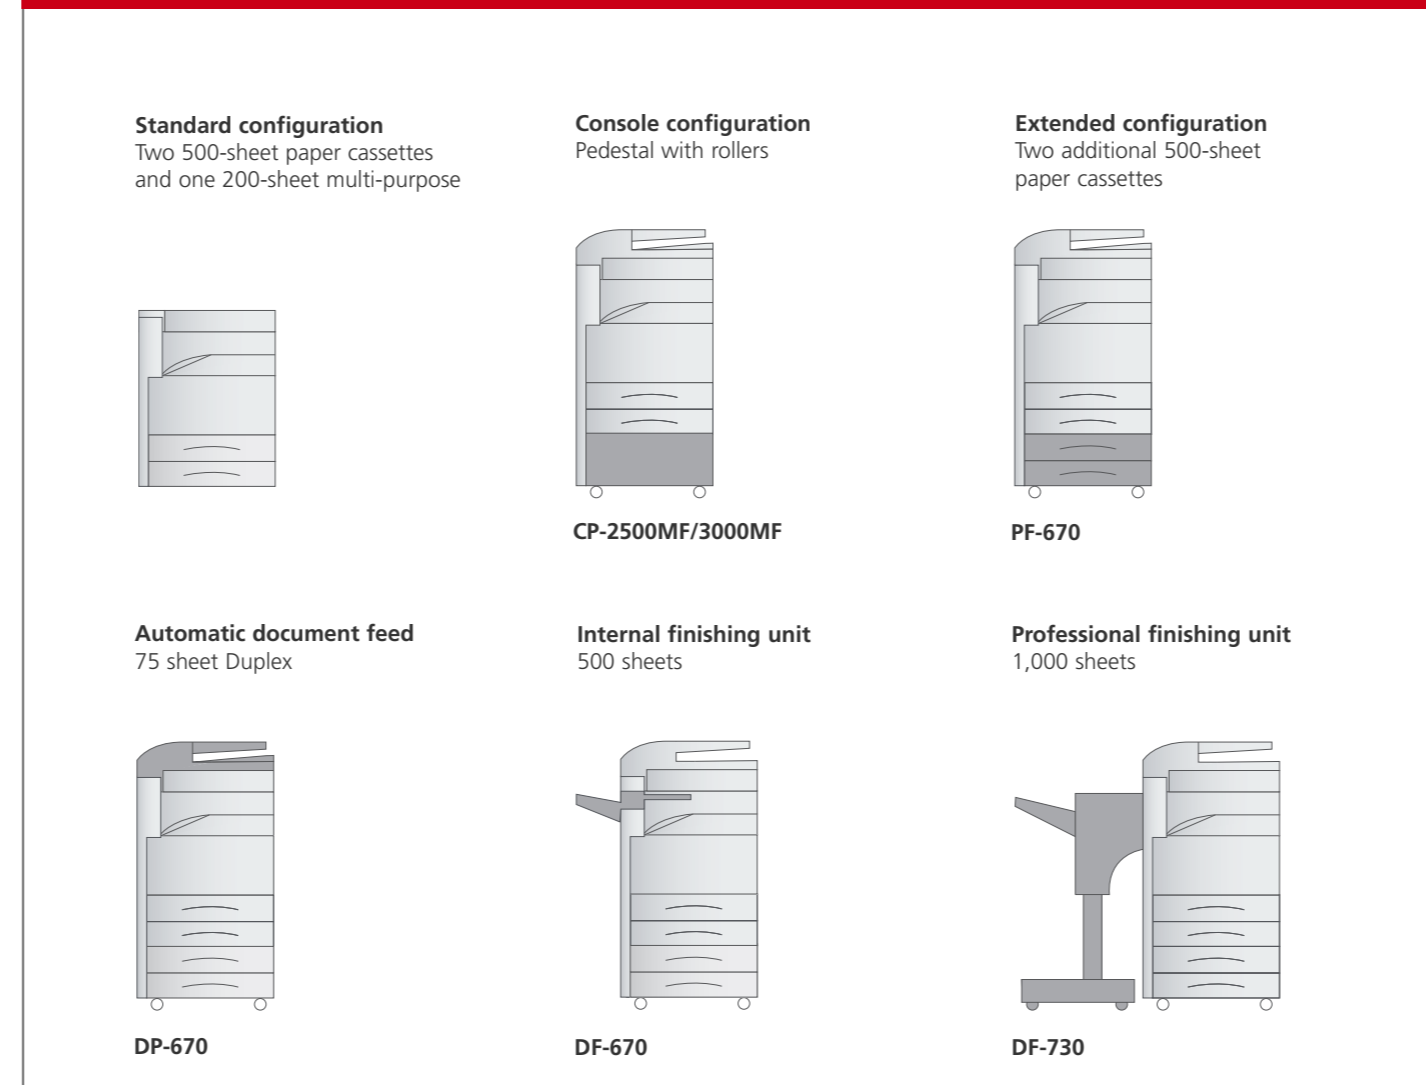 Standard configuration
Two 500-sheet paper cassettes
and one 200-sheet multi-purpose
Console configuration
Pedestal with rollers
Extended configuration
Two additional 500-sheet
paper cassettes
CP-2500MF/3000MF
PF-670
Automatic document feed
75 sheet Duplex
Internal finishing unit
500 sheets
Professional finishing unit
1,000 sheets
DP-670
DF-670
DF-730